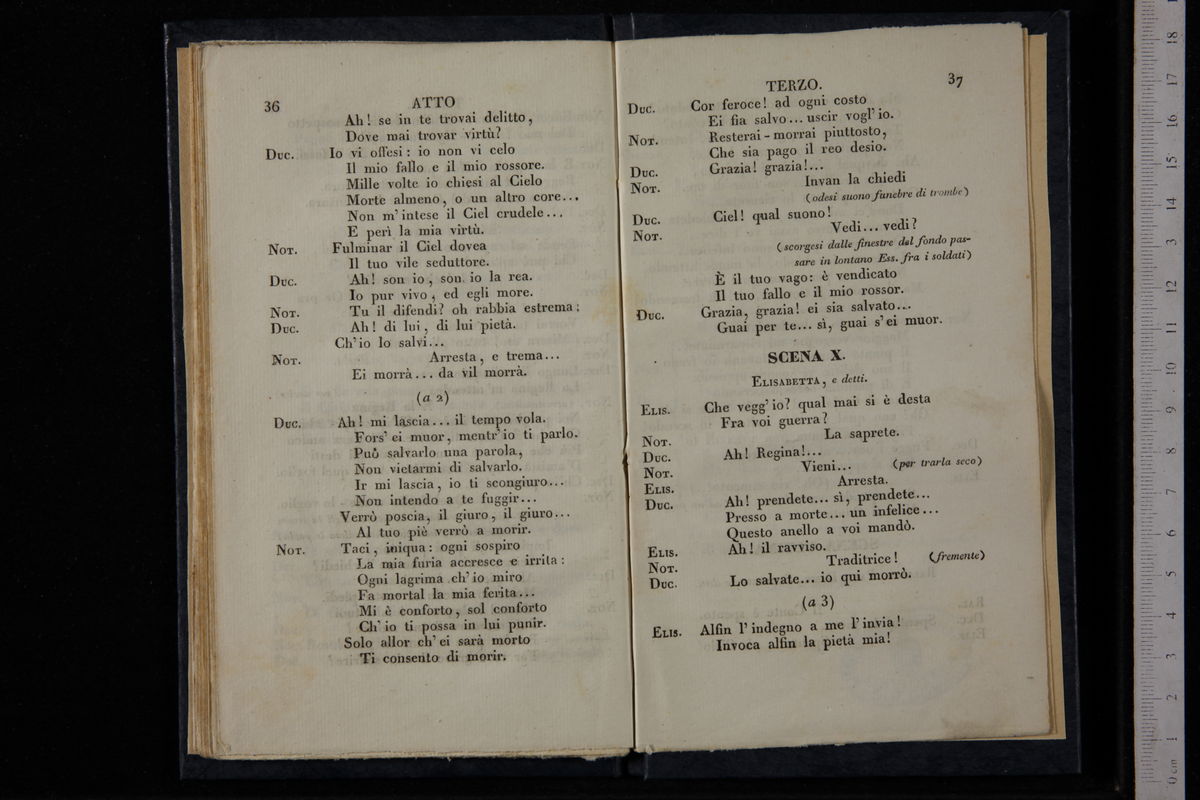 36
ATTO
Ah! se in te trovai delitto,
Dove mai trovar virtù?
Duc. Io vi offesi: io non vi celo
Il mio fallo e il mio rossore.
Mille volte io chiesi al Cielo
Morte almeno, o un altro core...
Non m'intese il Ciel crudele...
E perì la mia virtù.
Not. Fulminar il Ciel dovea
Il tuo vile seduttore.
Duc. Ah! son io, son io la rea.
Io pur vivo, ed egli more.
Not. Tu il difendi? oh rabbia estrema!
Duc. Ah! di lui, di lui pietà.
Ch'io lo salvi...
Not. Arresta, e trema...
Ei morrà... da vil morrà.
(a 2)
Duc. Ah! mi lascia... il tempo vola.
Fors'ei muor, mentr'io ti parlo.
Può salvarlo una parola,
Non vietarmi di salvarlo.
Ir mi lascia, io ti scongiuro...
Non intendo a te fuggir...
Verrò poscia, il giuro, il giuro...
Al tuo piè verrò a morir.
Not. Taci, iniqua: ogni sospiro
La mia furia accresce e irrita:
Ogni lagrima ch'io miro
Fa mortal la mia ferita...
Mi è conforto, sol conforto
Ch'io ti possa in lui punir.
Solo allor ch'ei sarà morto
Ti consento di morir.
TERZO.
37
Duc. Cor feroce! ad ogni costo
Ei fia salvo... uscir vogl'io.
Not. Resterai - morrai piuttosto,
Che sia pago il reo desio.
Duc. Grazia! grazia!...
Not. Invan la chiedi
(odesi suono funebre di trombe)
Duc. Ciel! qual suono!
Not. Vedi... vedi?
(scorgesi dalle finestre del fondo pas-
sare in lontano Ess. fra i soldati)
È il tuo vago: è vendicato
Il tuo fallo e il mio rossor.
Duc. Grazia, grazia! ei sia salvato...
Guai per te... sì, guai s'ei muor.
SCENA X.
Elisabetta, e detti.
Elis. Che vegg'io? qual mai si è desta
Fra voi guerra?
Not. La saprete.
Duc. Ah! Regina!...
Not. Vieni... (per trarla seco)
Elis. Arresta.
Duc. Ah! prendete... sì, prendete...
Presso a morte... un infelice...
Questo anello a voi mandò.
Elis. Ah! il ravviso.
Not. Traditrice! (fremente)
Duc. Lo salvate... io qui morrò.
(a 3)
Elis. Alfin l'indegno a me l'invia!
Invoca alfin la pietà mia!